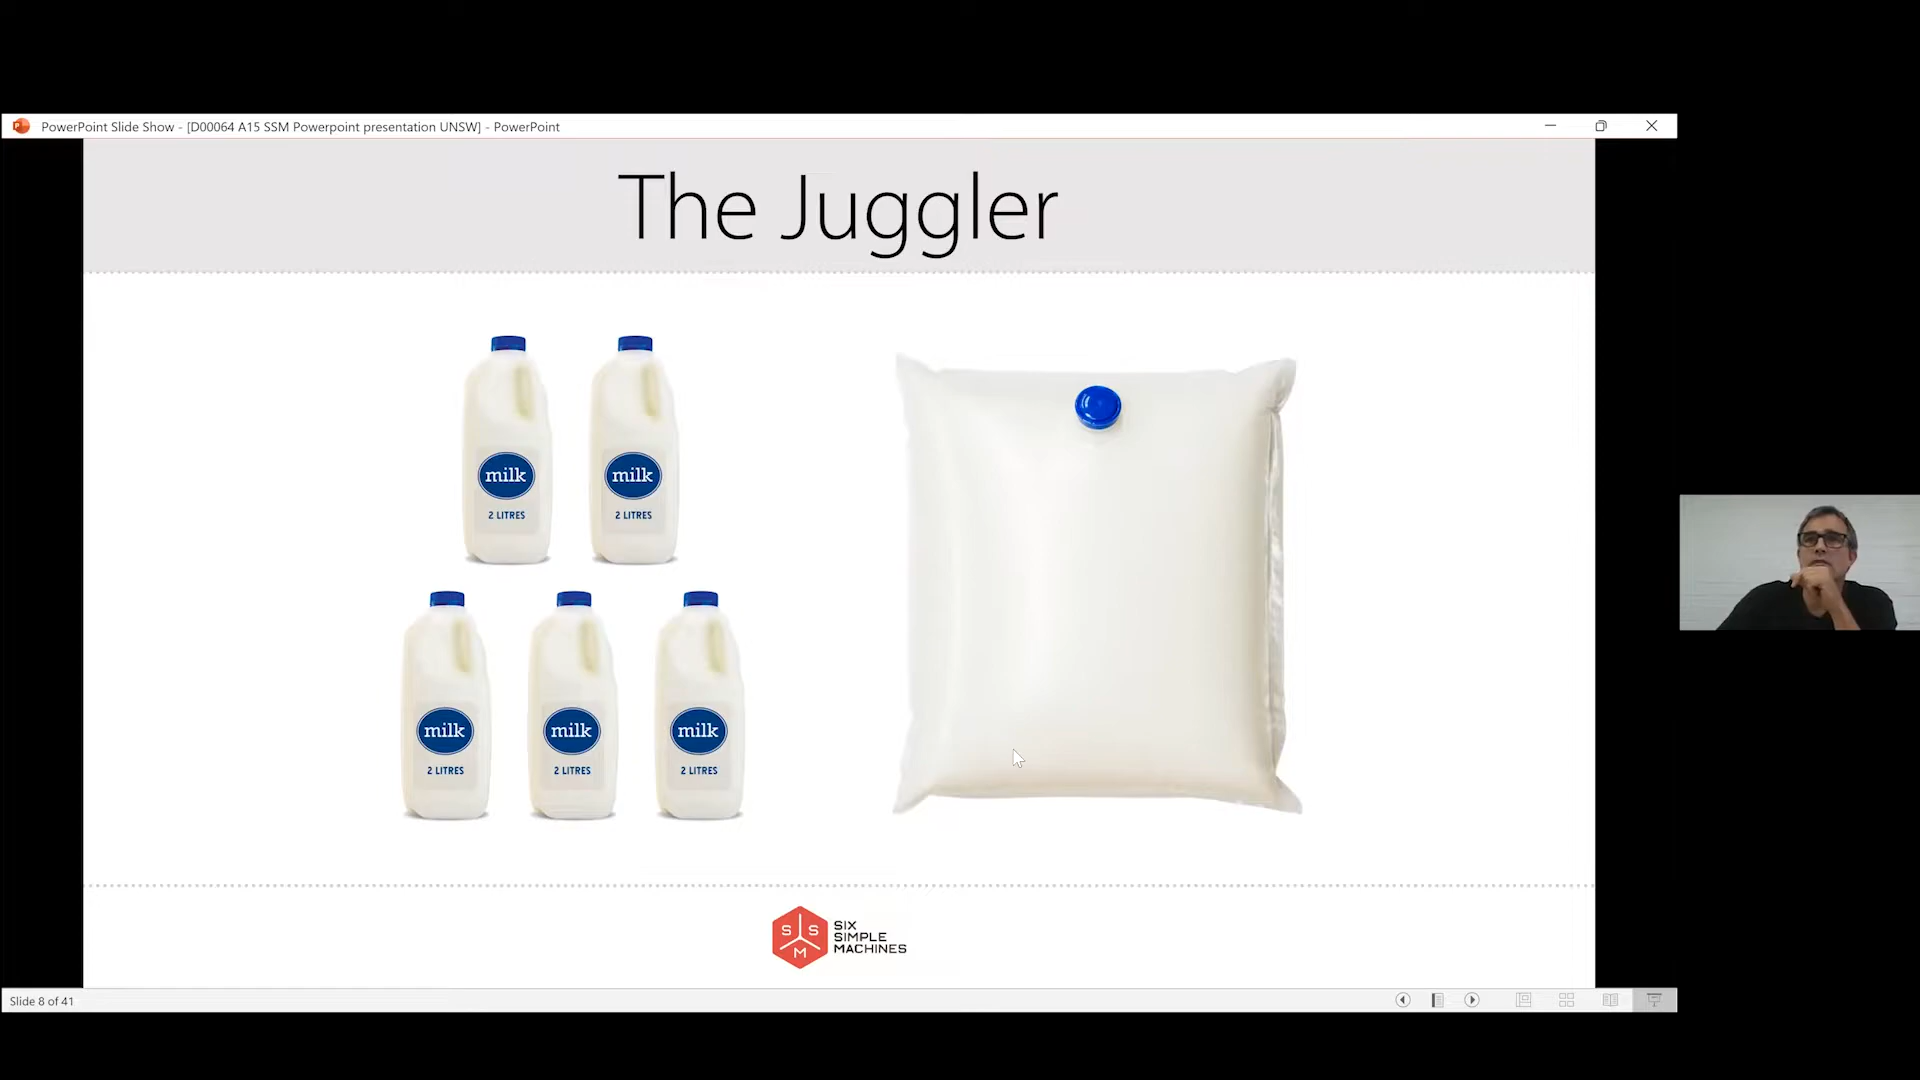 PowerPoint Slide Show - [D00064 A15 SSM Powerpoint presentation UNSW] - PowerPoint
The Juggler
milk
2 LITRES
milk
2 LITRES
milk
2 LITRES
milk
2 LITRES
milk
2 LITRES
S S M
SIX
SIMPLE
MACHINES
Slide 8 of 41